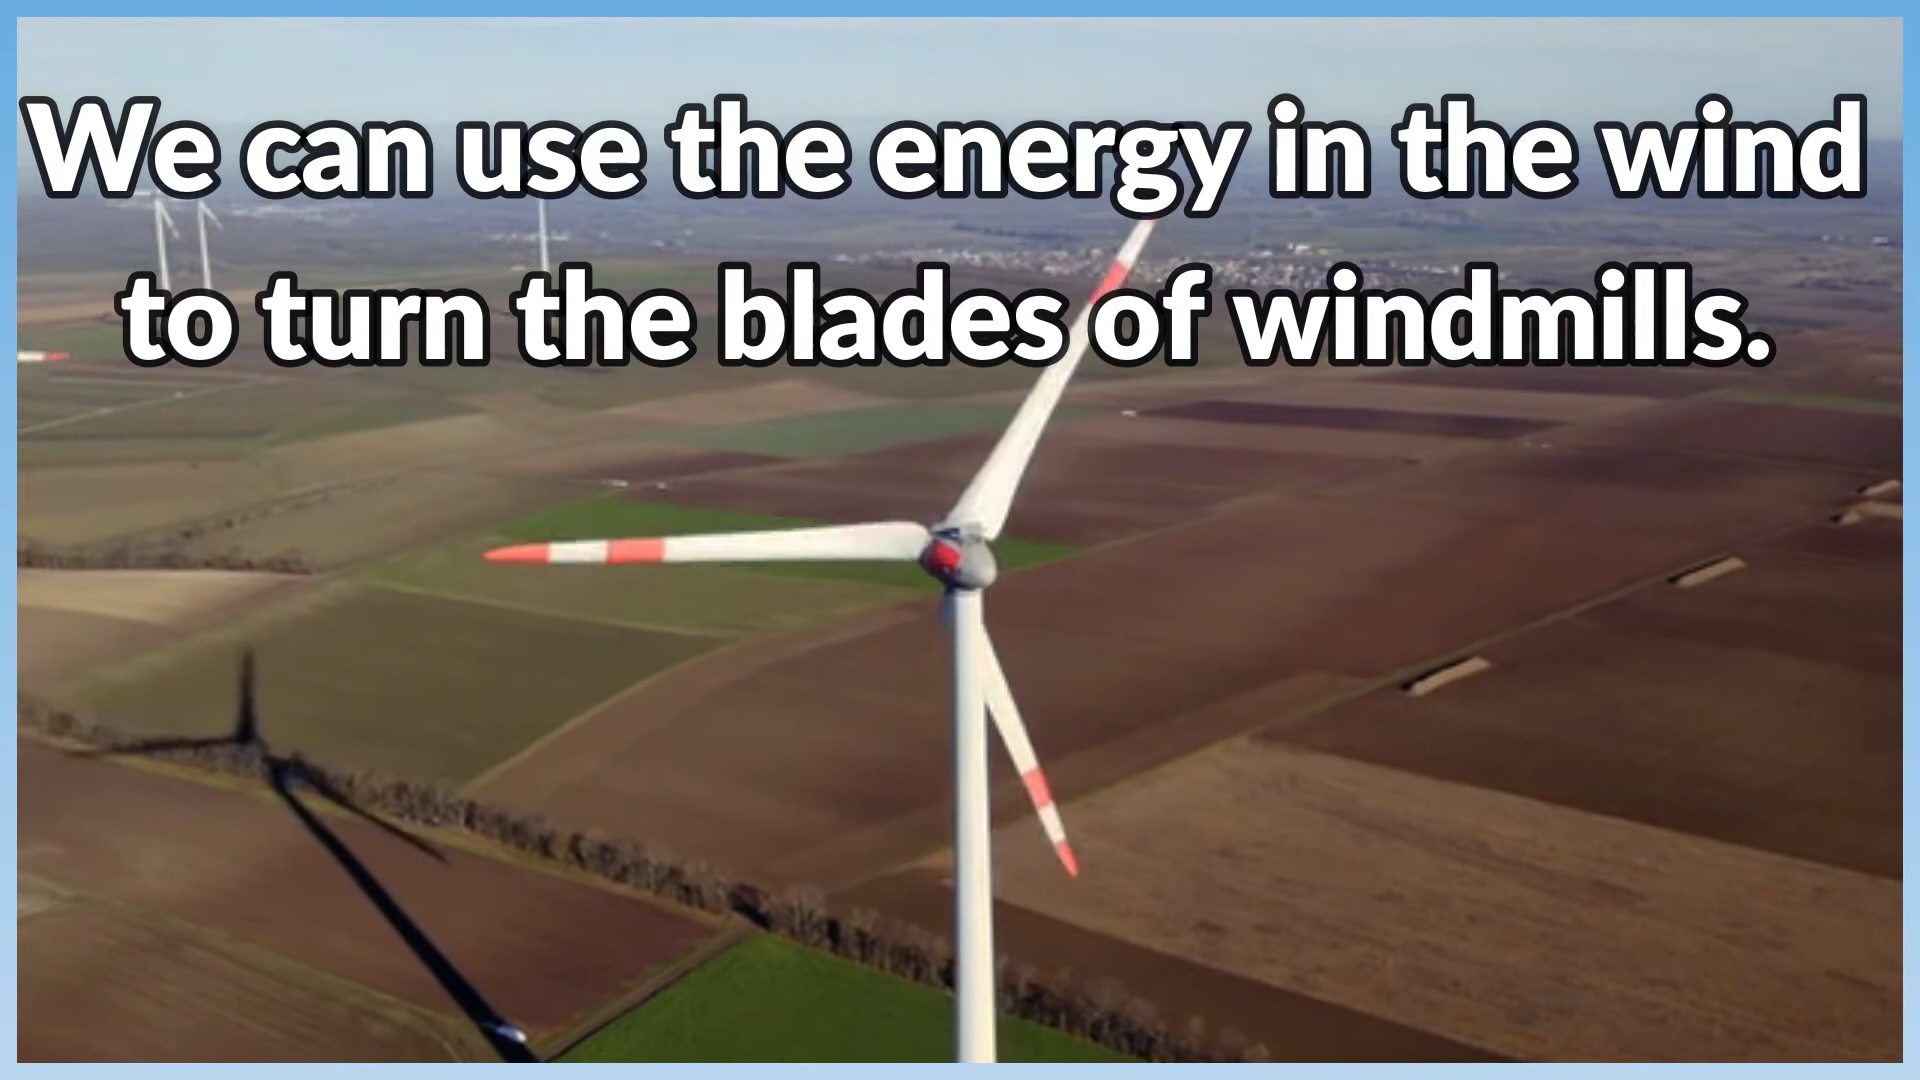 We can use the energy in the wind
to turn the blades of windmills.